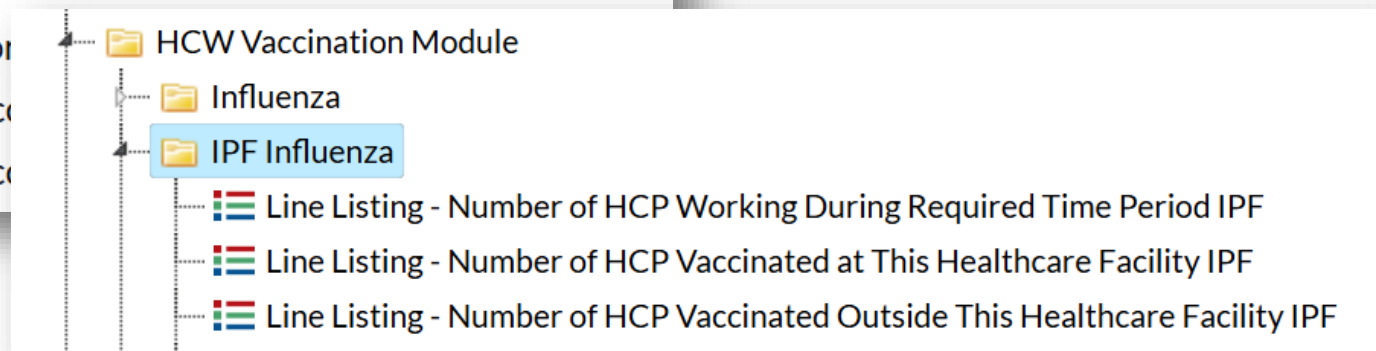 HCW Vaccination Module
Influenza
IPF Influenza
Line Listing - Number of HCP Working During Required Time Period IPF
Line Listing - Number of HCP Vaccinated at This Healthcare Facility IPF
Line Listing - Number of HCP Vaccinated Outside This Healthcare Facility IPF